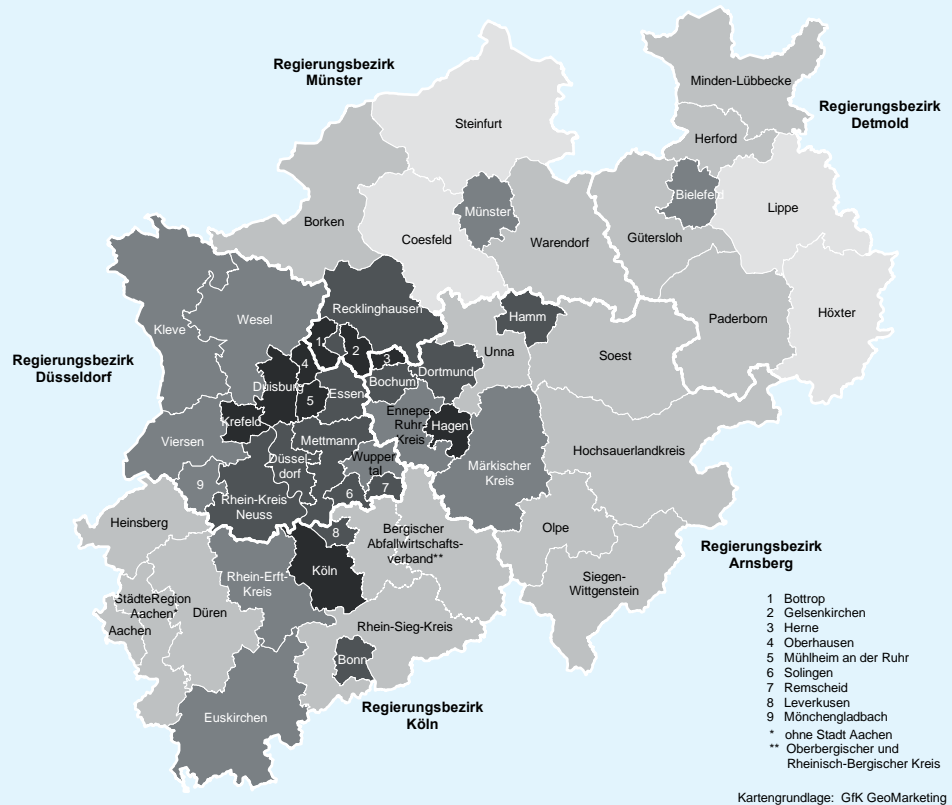 Regierungsbezirk
Münster
Minden-Lübbecke
Regierungsbezirk
Detmold
Steinfurt
Herford
Bielefeld
Lippe
Münster
Borken
Coesfeld
Warendorf
Gütersloh
Recklinghausen
Hamm
Wesel
Kleve
Paderborn
Höxter
1
2
3
4
Unna
Soest
Regierungsbezirk
Düsseldorf
Duisburg
5
Essen
Bochum
Dortmund
Krefeld
Ennepe-
Ruhr-
Kreis
Hagen
Viersen
Mettmann
Hochsauerlandkreis
Düssel-
dorf
Wupper
tal
Märkischer
Kreis
9
6
7
Rhein-Kreis
Neuss
Heinsberg
8
Bergischer
Abfallwirtschafts-
verband**
Olpe
Regierungsbezirk
Arnsberg
Rhein-Erft-
Kreis
Köln
Siegen-
Wittgenstein
StädteRegion
Aachen*
Aachen
Düren
Rhein-Sieg-Kreis
Bonn
Euskirchen
Regierungsbezirk
Köln
1 Bottrop
2 Gelsenkirchen
3 Herne
4 Oberhausen
5 Mühlheim an der Ruhr
6 Solingen
7 Remscheid
8 Leverkusen
9 Mönchengladbach
* ohne Stadt Aachen
** Oberbergischer und
Rheinisch-Bergischer Kreis
Kartengrundlage: GfK GeoMarketing